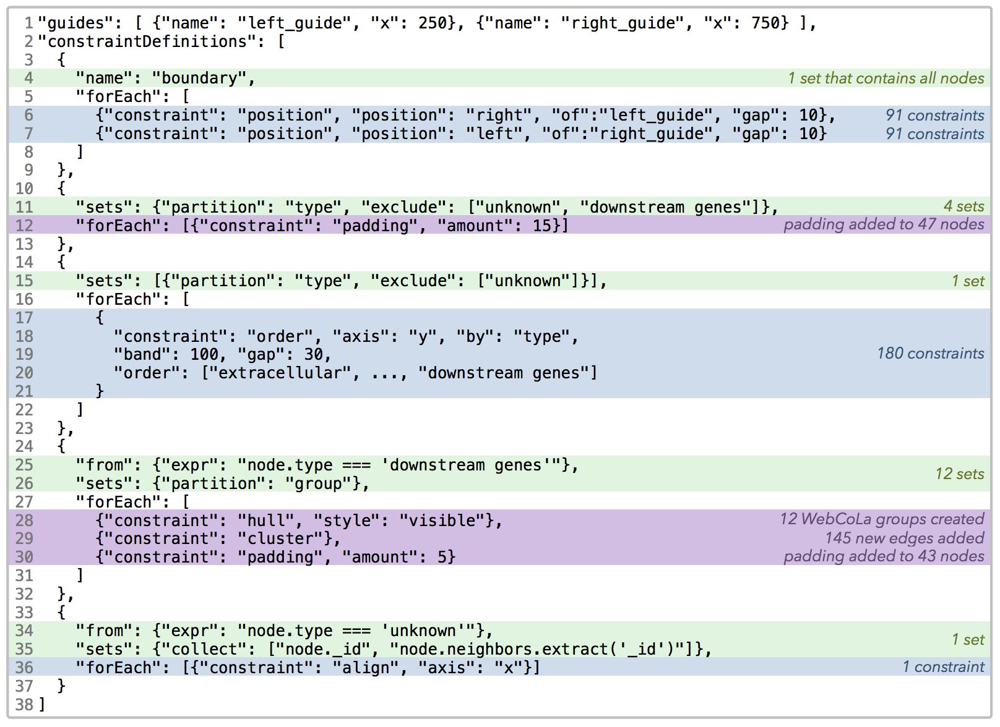 1 "guides": [ {"name": "left_guide", "x": 250}, {"name": "right_guide", "x": 750} ],
2 "constraintDefinitions": [
3   {
4     "name": "boundary", 1 set that contains all nodes
5     "forEach": [
6       {"constraint": "position", "position": "right", "of":"left_guide", "gap": 10}, 91 constraints
7       {"constraint": "position", "position": "left", "of":"right_guide", "gap": 10} 91 constraints
8     ]
9   },
10   {
11     "sets": {"partition": "type", "exclude": ["unknown", "downstream genes"]}, 4 sets
12     "forEach": [{"constraint": "padding", "amount": 15}] padding added to 47 nodes
13   },
14   {
15     "sets": [{"partition": "type", "exclude": ["unknown"]}], 1 set
16     "forEach": [
17       {
18         "constraint": "order", "axis": "y", "by": "type",
19         "band": 100, "gap": 30, 180 constraints
20         "order": ["extracellular", ..., "downstream genes"]
21       }
22     ]
23   },
24   {
25     "from": {"expr": "node.type === 'downstream genes'"},
26     "sets": {"partition": "group"}, 12 sets
27     "forEach": [
28       {"constraint": "hull", "style": "visible"}, 12 WebCoLa groups created
29       {"constraint": "cluster"}, 145 new edges added
30       {"constraint": "padding", "amount": 5} padding added to 43 nodes
31     ]
32   },
33   {
34     "from": {"expr": "node.type === 'unknown'"},
35     "sets": {"collect": ["node._id", "node.neighbors.extract('_id')"]}, 1 set
36     "forEach": [{"constraint": "align", "axis": "x"}] 1 constraint
37   }
38 ]